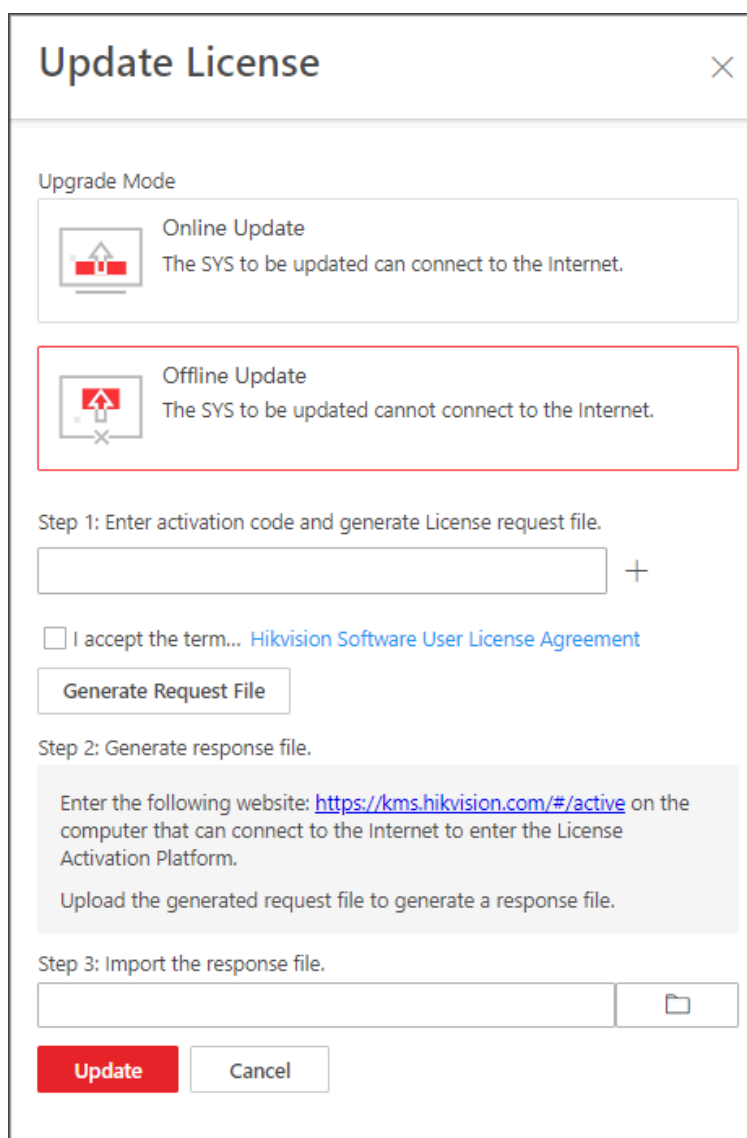 Update License
Upgrade Mode
Online Update
The SYS to be updated can connect to the Internet.
Offline Update
The SYS to be updated cannot connect to the Internet.
Step 1: Enter activation code and generate License request file.
I accept the term... Hikvision Software User License Agreement
Generate Request File
Step 2: Generate response file.
Enter the following website: https://kms.hikvision.com/#/active on the
computer that can connect to the Internet to enter the License
Activation Platform.
Upload the generated request file to generate a response file.
Step 3: Import the response file.
Update Cancel